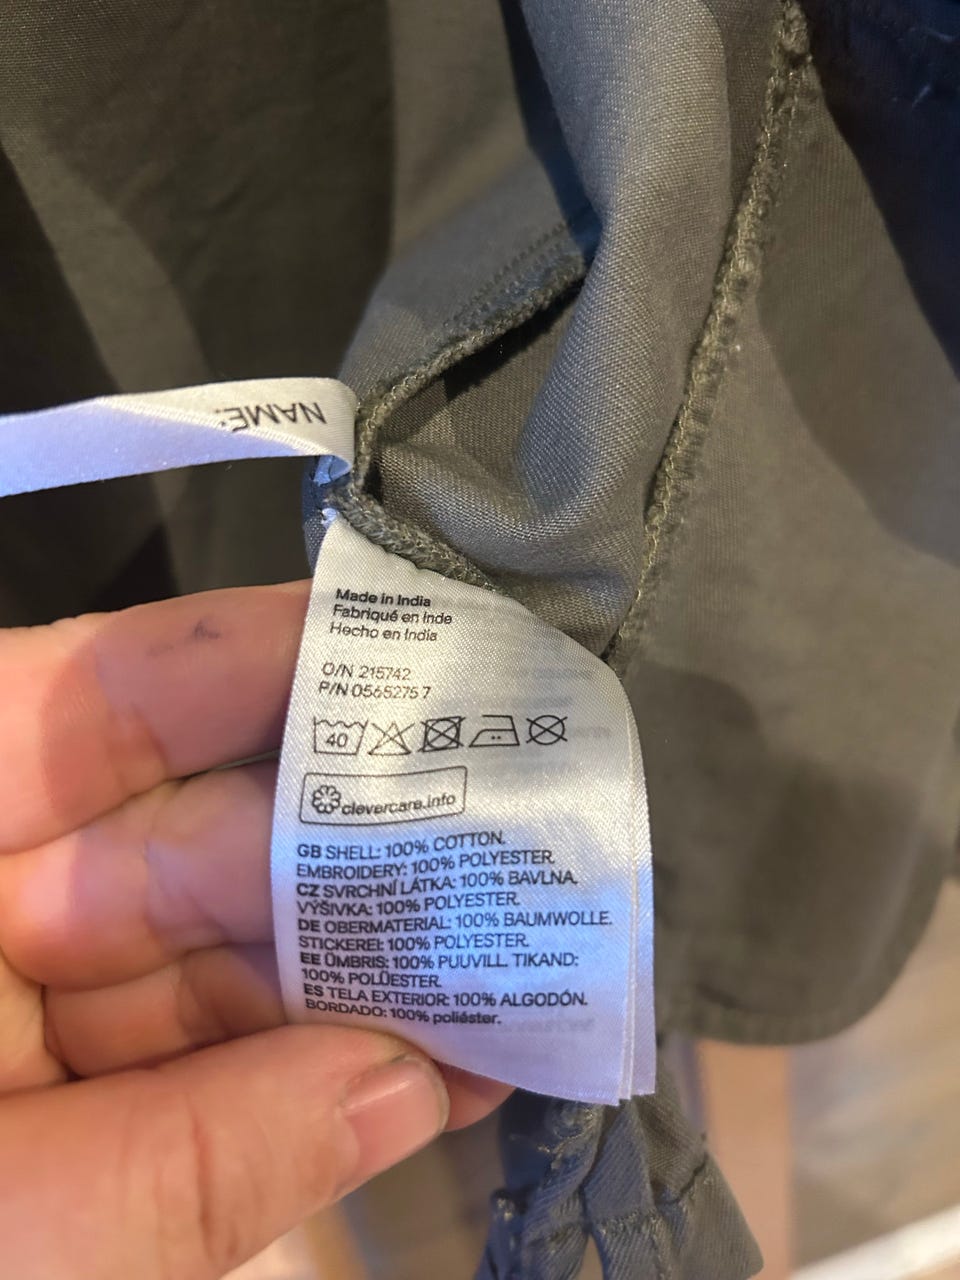 NAME:
Made in India
Fabriqué en Inde
Hecho en India
O/N 215742
P/N 0565275 7
40
clevercare.info
GB SHELL: 100% COTTON.
EMBROIDERY: 100% POLYESTER.
CZ SVRCHNÍ LÁTKA: 100% BAVLNA.
VÝŠIVKA: 100% POLYESTER.
DE OBERMATERIAL: 100% BAUMWOLLE.
STICKEREI: 100% POLYESTER.
EE ÜMBRIS: 100% PUUVILL. TIKAND:
100% POLÜESTER.
ES TELA EXTERIOR: 100% ALGODÓN.
BORDADO: 100% poliéster.